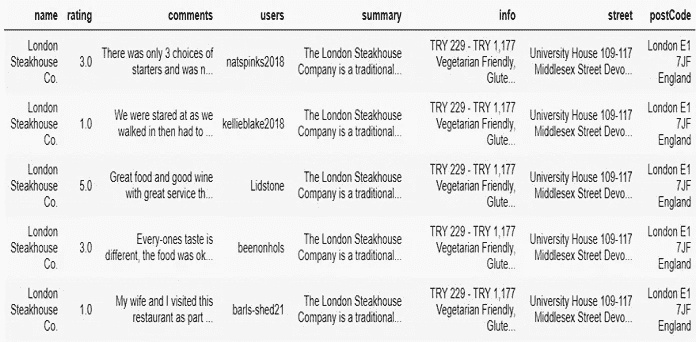 name rating comments users summary info street postCode
London Steakhouse Co. 3.0 There was only 3 choices of starters and was n... natspinks2018 The London Steakhouse Company is a traditional... TRY 229 - TRY 1,177 Vegetarian Friendly, Glute... University House 109-117 Middlesex Street Devo... London E1 7JF England
London Steakhouse Co. 1.0 We were stared at as we walked in then had to ... kellieblake2018 The London Steakhouse Company is a traditional... TRY 229 - TRY 1,177 Vegetarian Friendly, Glute... University House 109-117 Middlesex Street Devo... London E1 7JF England
London Steakhouse Co. 5.0 Great food and good wine with great service th... Lidstone The London Steakhouse Company is a traditional... TRY 229 - TRY 1,177 Vegetarian Friendly, Glute... University House 109-117 Middlesex Street Devo... London E1 7JF England
London Steakhouse Co. 3.0 Every-ones taste is different, the food was ok... beenonhols The London Steakhouse Company is a traditional... TRY 229 - TRY 1,177 Vegetarian Friendly, Glute... University House 109-117 Middlesex Street Devo... London E1 7JF England
London Steakhouse Co. 1.0 My wife and I visited this restaurant as part ... barls-shed21 The London Steakhouse Company is a traditional... TRY 229 - TRY 1,177 Vegetarian Friendly, Glute... University House 109-117 Middlesex Street Devo... London E1 7JF England